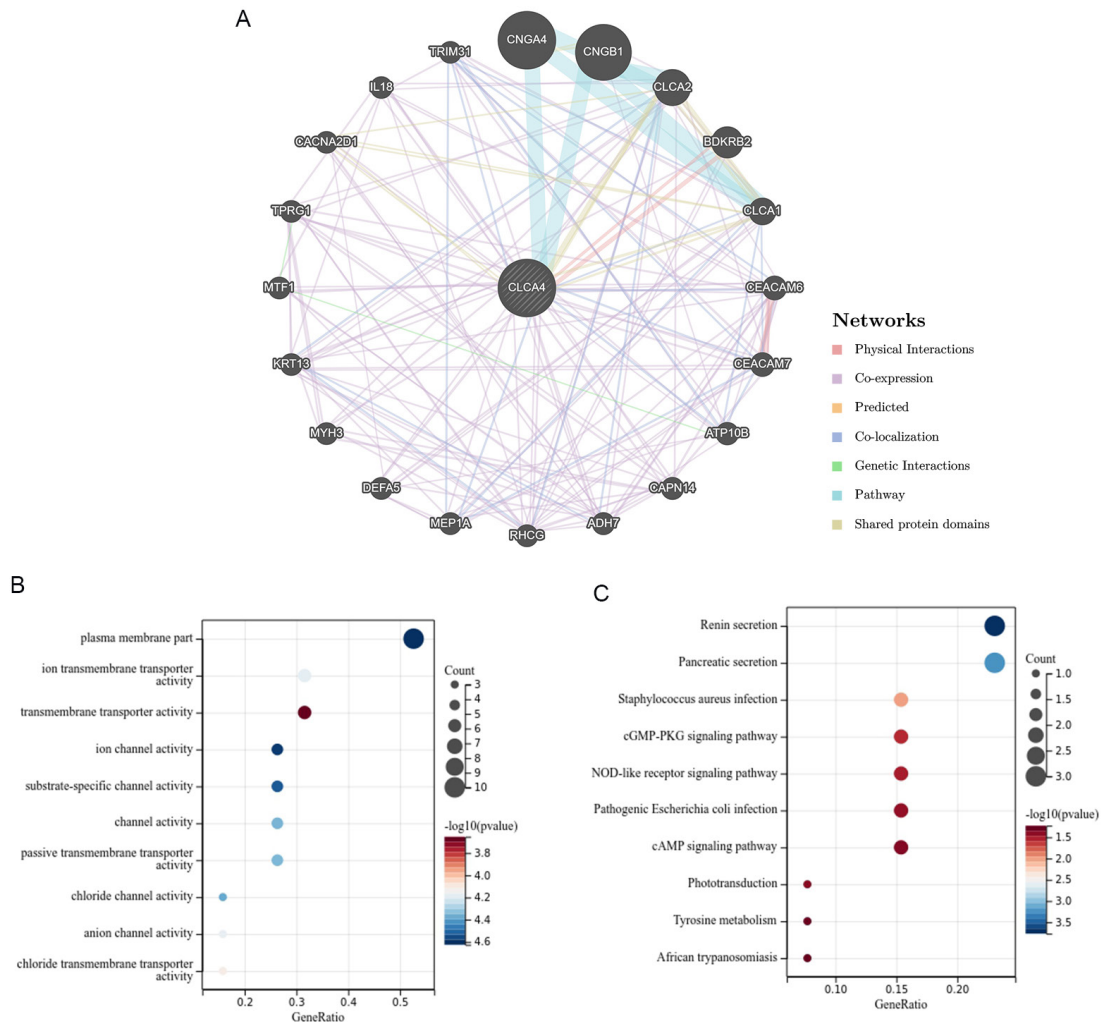 A
CNGA4
CNGB1
TRIM31
CLCA2
IL18
BDKRB2
CACNA2D1
CLCA1
TPRG1
CLCA4
MTF1
CEACAM6
KRT13
CEACAM7
MYH3
ATP10B
DEFA5
CAPN14
MEP1A
RHCG
ADH7
Networks
Physical Interactions
Co-expression
Predicted
Co-localization
Genetic Interactions
Pathway
Shared protein domains
B
plasma membrane part
ion transmembrane transporter
activity
transmembrane transporter activity
ion channel activity
substrate-specific channel activity
channel activity
passive transmembrane transporter
activity
chloride channel activity
anion channel activity
chloride transmembrane transporter
activity
0.2 0.3 0.4 0.5
GeneRatio
Count
3
4
5
6
7
8
9
10
-log10(pvalue)
3.8
4.0
4.2
4.4
4.6
C
Renin secretion
Pancreatic secretion
Staphylococcus aureus infection
cGMP-PKG signaling pathway
NOD-like receptor signaling pathway
Pathogenic Escherichia coli infection
cAMP signaling pathway
Phototransduction
Tyrosine metabolism
African trypanosomiasis
0.10 0.15 0.20
GeneRatio
Count
1.0
1.5
2.0
2.5
3.0
-log10(pvalue)
1.5
2.0
2.5
3.0
3.5